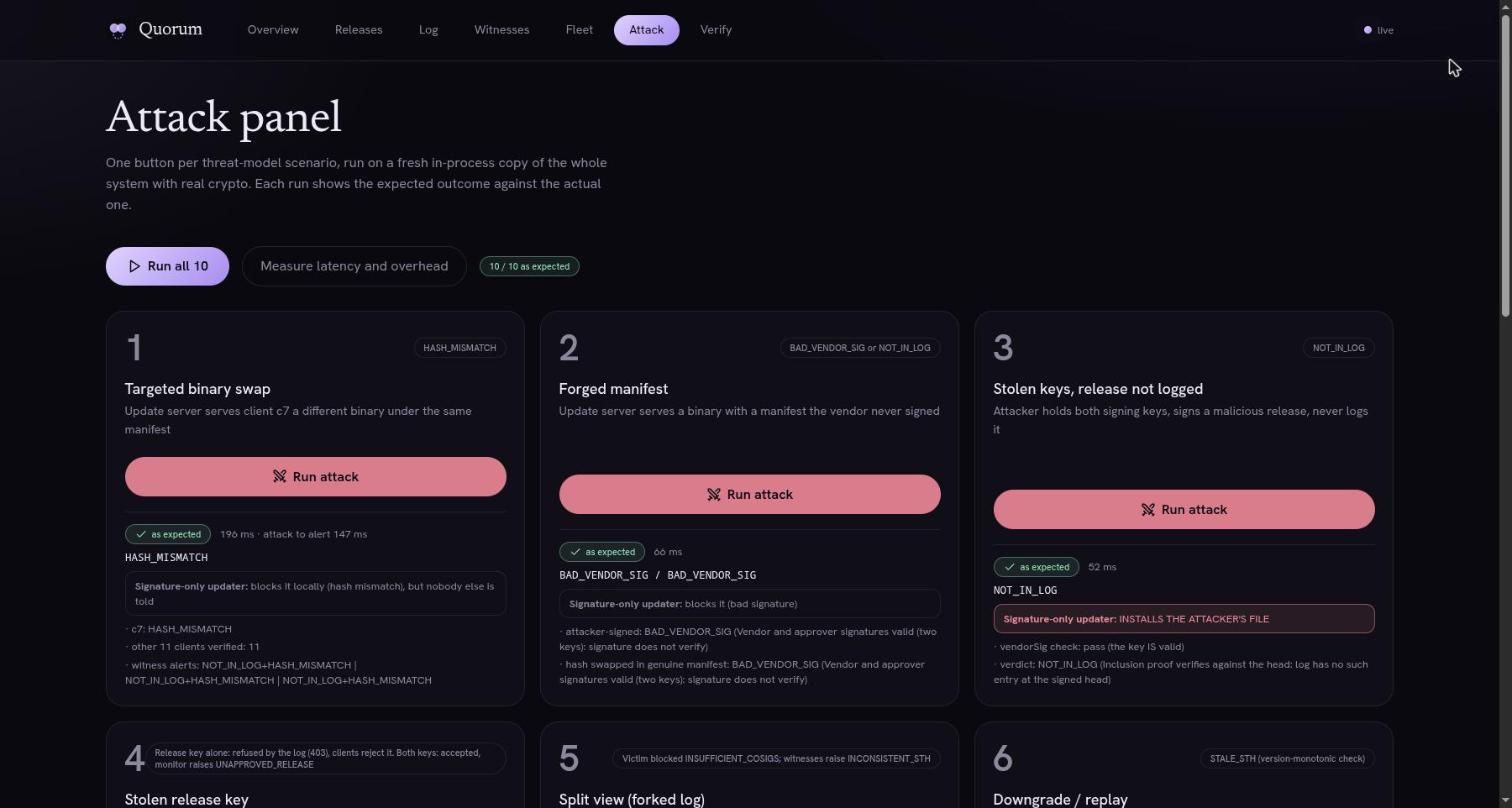 Quorum
Overview
Releases
Log
Witnesses
Fleet
Attack
Verify
live
Attack panel
One button per threat-model scenario, run on a fresh in-process copy of the whole
system with real crypto. Each run shows the expected outcome against the actual
one.
Run all 10
Measure latency and overhead
10 / 10 as expected
1
HASH_MISMATCH
Targeted binary swap
Update server serves client c7 a different binary under the same
manifest
Run attack
as expected
196 ms · attack to alert 147 ms
HASH_MISMATCH
Signature-only updater: blocks it locally (hash mismatch), but nobody else is
told
· c7: HASH_MISMATCH
· other 11 clients verified: 11
· witness alerts: NOT_IN_LOG+HASH_MISMATCH |
NOT_IN_LOG+HASH_MISMATCH | NOT_IN_LOG+HASH_MISMATCH
2
BAD_VENDOR_SIG or NOT_IN_LOG
Forged manifest
Update server serves a binary with a manifest the vendor never signed
Run attack
as expected
66 ms
BAD_VENDOR_SIG / BAD_VENDOR_SIG
Signature-only updater: blocks it (bad signature)
· attacker-signed: BAD_VENDOR_SIG (Vendor and approver signatures valid (two
keys): signature does not verify)
· hash swapped in genuine manifest: BAD_VENDOR_SIG (Vendor and approver
signatures valid (two keys): signature does not verify)
3
NOT_IN_LOG
Stolen keys, release not logged
Attacker holds both signing keys, signs a malicious release, never logs
it
Run attack
as expected
52 ms
NOT_IN_LOG
Signature-only updater: INSTALLS THE ATTACKER'S FILE
· vendorSig check: pass (the key IS valid)
· verdict: NOT_IN_LOG (Inclusion proof verifies against the head: log has no such
entry at the signed head)
4
Release key alone: refused by the log (403), clients reject it. Both keys: accepted,
monitor raises UNAPPROVED_RELEASE
Stolen release key
5
Victim blocked INSUFFICIENT_COSIGS; witnesses raise INCONSISTENT_STH
Split view (forked log)
6
STALE_STH (version-monotonic check)
Downgrade / replay